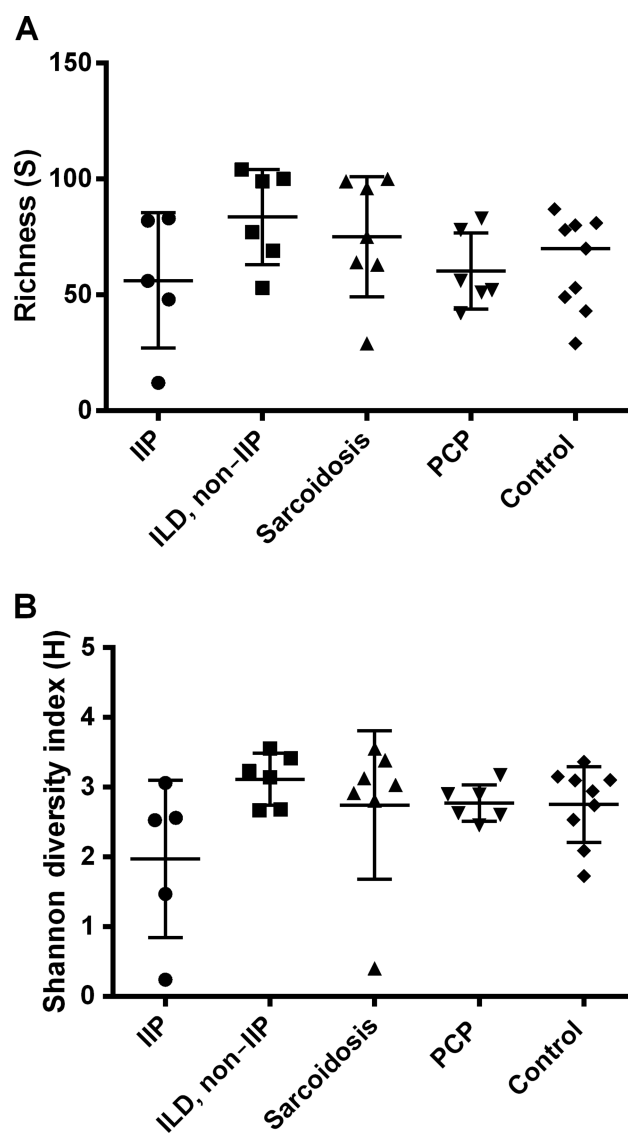 A
Richness (S)
150
100
50
0
IIP
ILD, non-IIP
Sarcoidosis
PCP
Control
B
Shannon diversity index (H)
5
4
3
2
1
0
IIP
ILD, non-IIP
Sarcoidosis
PCP
Control